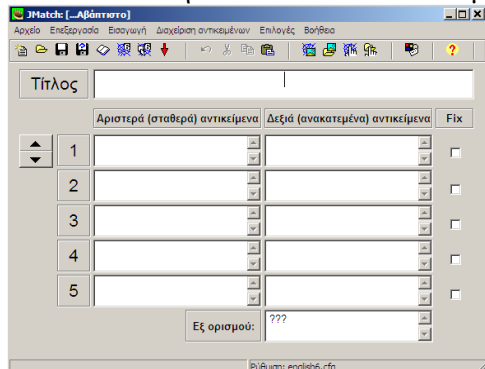 JMatch: [...Αβάπτιστο]
Αρχείο Επεξεργασία Εισαγωγή Διαχείριση αντικειμένων Επιλογές Βοήθεια
Τίτλος
Αριστερά (σταθερά) αντικείμενα Δεξιά (ανακατεμένα) αντικείμενα Fix
1
2
3
4
5
Εξ ορισμού: ???
Ρύθμιση: english6.cfg